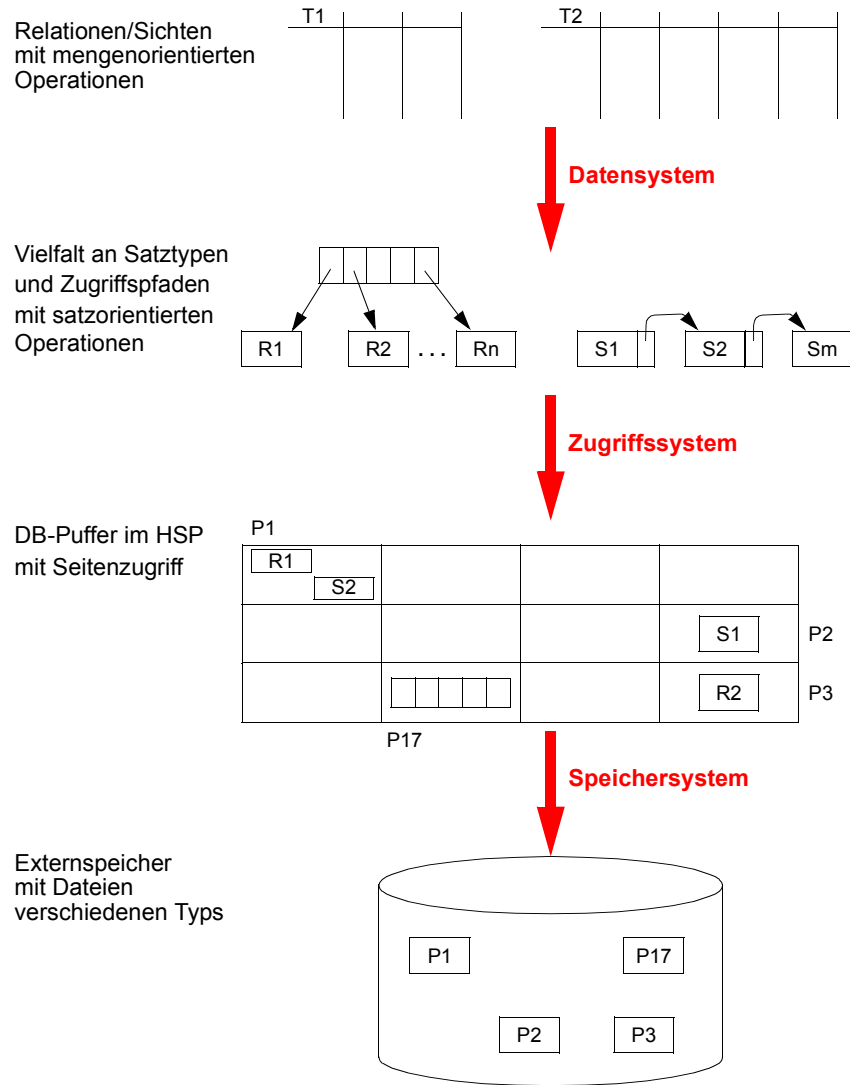 T1
T2
Relationen/Sichten
mit mengenorientierten
Operationen
Datensystem
Vielfalt an Satztypen
und Zugriffspfaden
mit satzorientierten
Operationen
R1
R2
. . .
Rn
S1
S2
Sm
Zugriffssystem
DB-Puffer im HSP
mit Seitenzugriff
P1
R1
S2
S1
P2
R2
P3
P17
Speichersystem
Externspeicher
mit Dateien
verschiedenen Typs
P1
P17
P2
P3